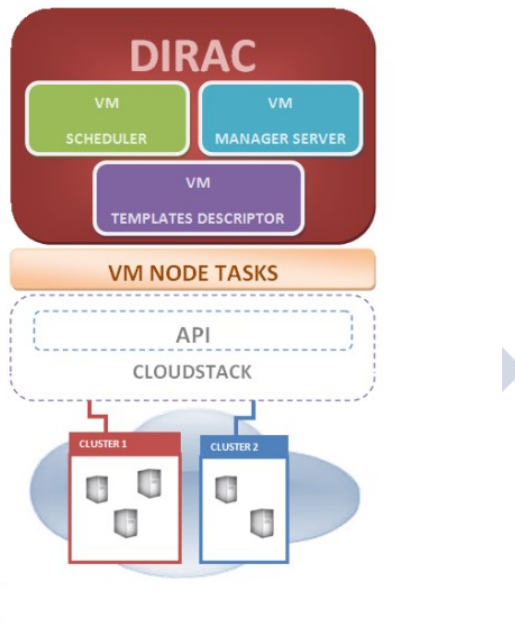 DIRAC
VM
SCHEDULER
VM
MANAGER SERVER
VM
TEMPLATES DESCRIPTOR
VM NODE TASKS
API
CLOUDSTACK
CLUSTER 1
CLUSTER 2